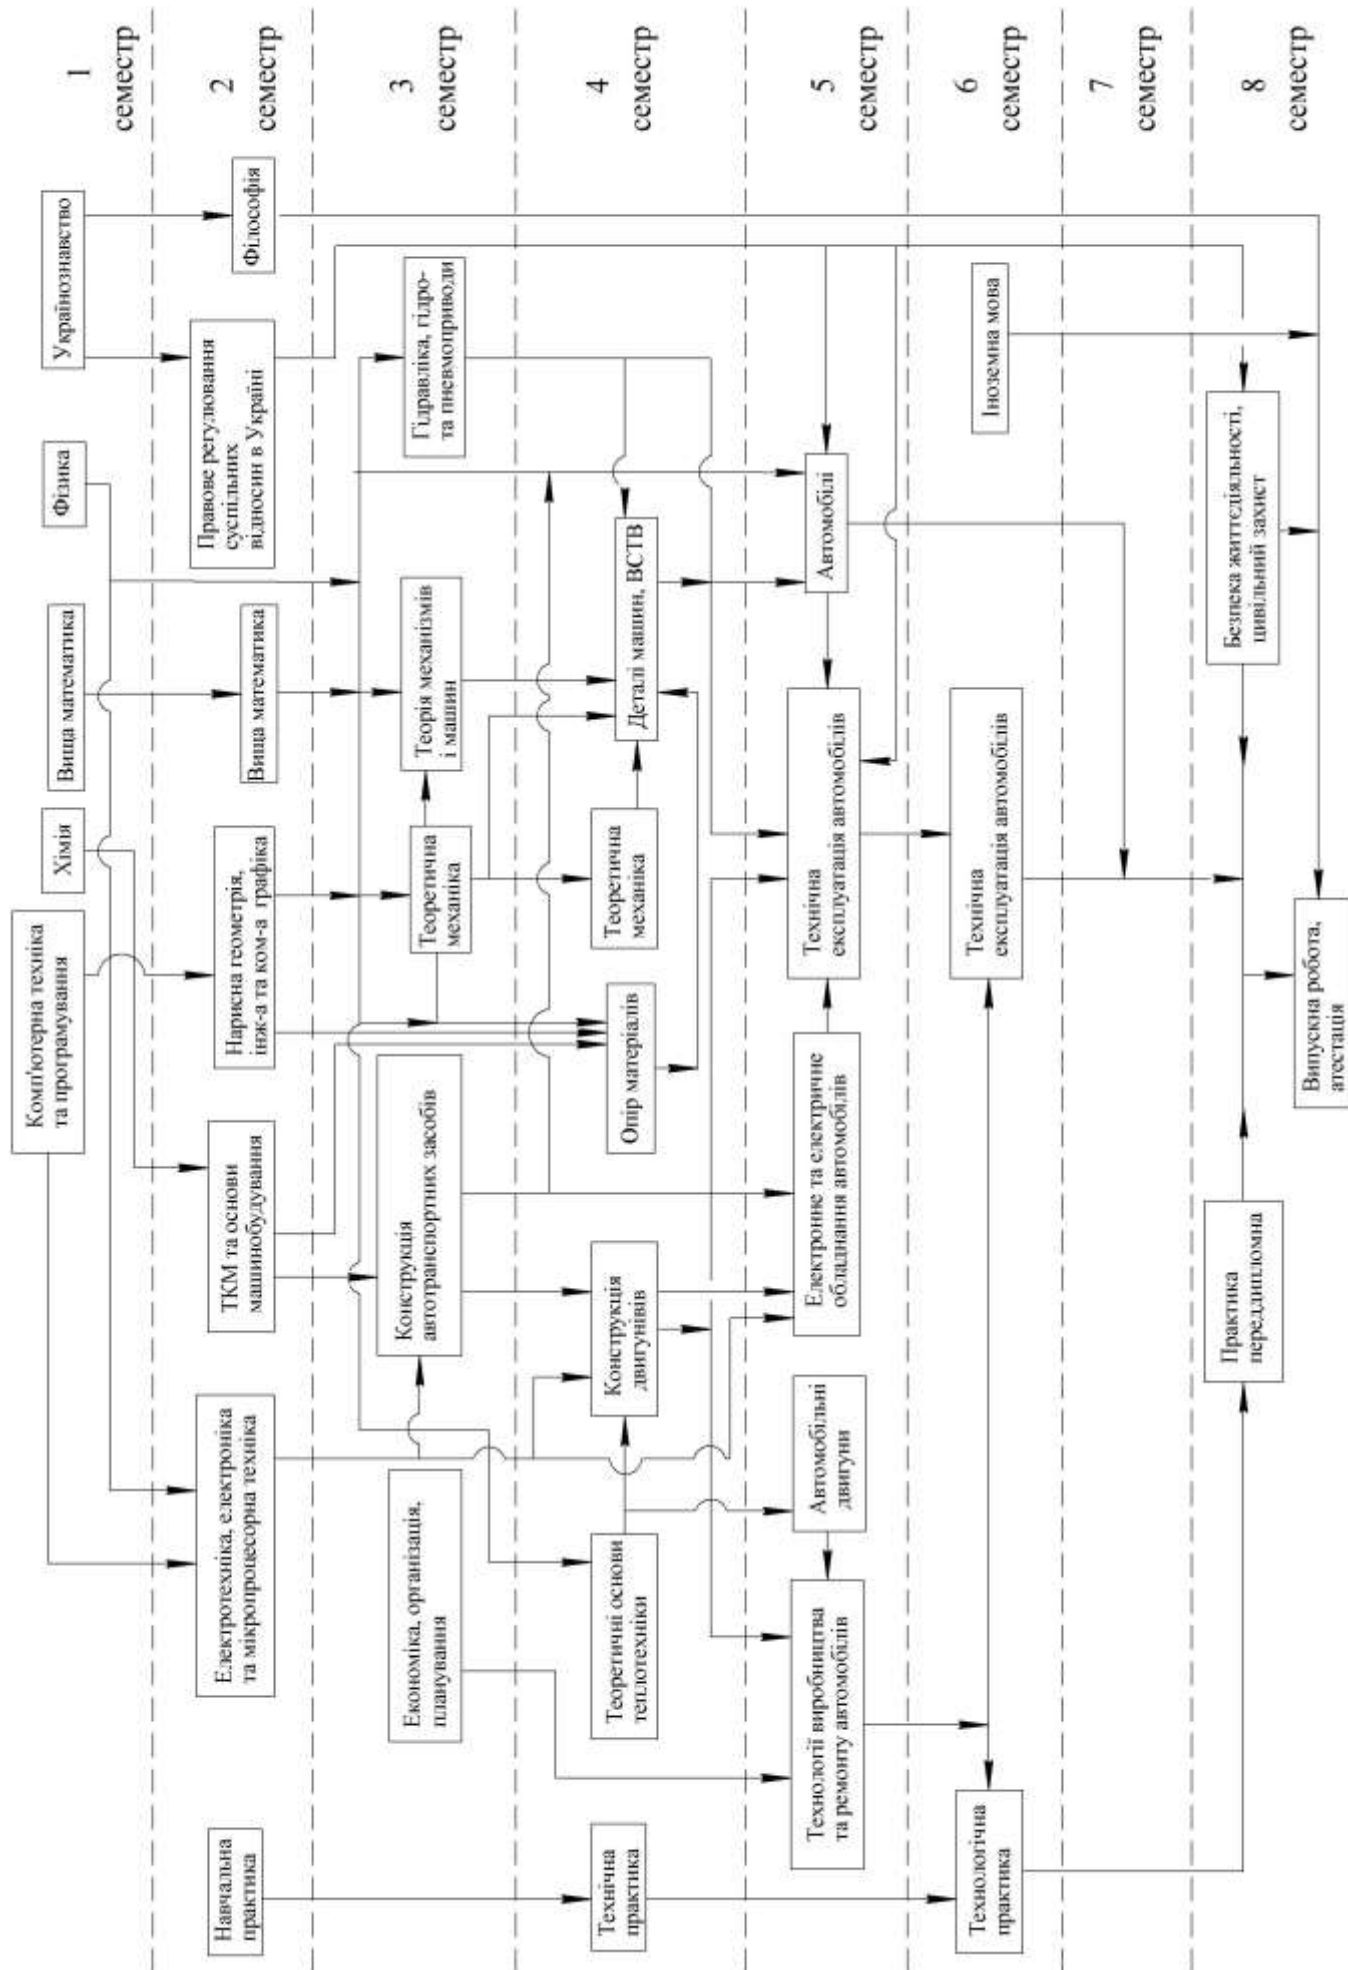 1
семестр
Комп'ютерна техніка
та програмування
Хімія
Вища математика
Фізика
Українознавство
2
семестр
Навчальна
практика
Електротехніка, електроніка
та мікропроцесорна техніка
ТКМ та основи
машинобудування
Нарисна геометрія,
інж-а та ком-а графіка
Вища математика
Правове регулювання
суспільних
відносин в Україні
Філософія
3
семестр
Економіка, організація,
планування
Конструкція
автотранспортних засобів
Теоретична
механіка
Теорія механізмів
і машин
Гідравліка, гідро-
та пневмоприводи
4
семестр
Технічна
практика
Теоретичні основи
теплотехніки
Конструкція
двигунівів
Опір матеріалів
Теоретична
механіка
Деталі машин, ВСТВ
5
семестр
Технології виробництва
та ремонту автомобілів
Автомобільні
двигуни
Електронне та електричне
обладнання автомобілів
Технічна
експлуатація автомобілів
Автомобілі
6
семестр
Технологічна
практика
Технічна
експлуатація автомобілів
Іноземна мова
7
семестр
8
семестр
Практика
переддипломна
Безпека життєдіяльності,
цивільний захист
Випускна робота,
атестація